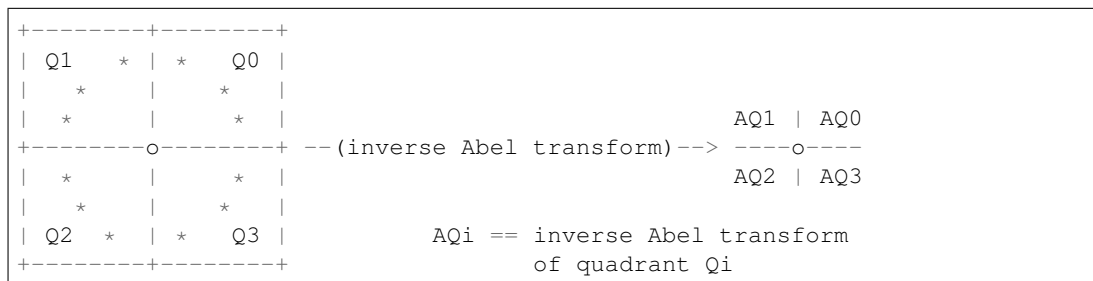 +--------+--------+
| Q1   * | *   Q0 |
|   *    |    *   |
|  *     |     *  |                               AQ1 | AQ0
+--------o--------+ --(inverse Abel transform)--> ----o----
|  *     |     *  |                               AQ2 | AQ3
|   *    |    *   |
| Q2  *  | *   Q3 |          AQi == inverse Abel transform
+--------+--------+                 of quadrant Qi